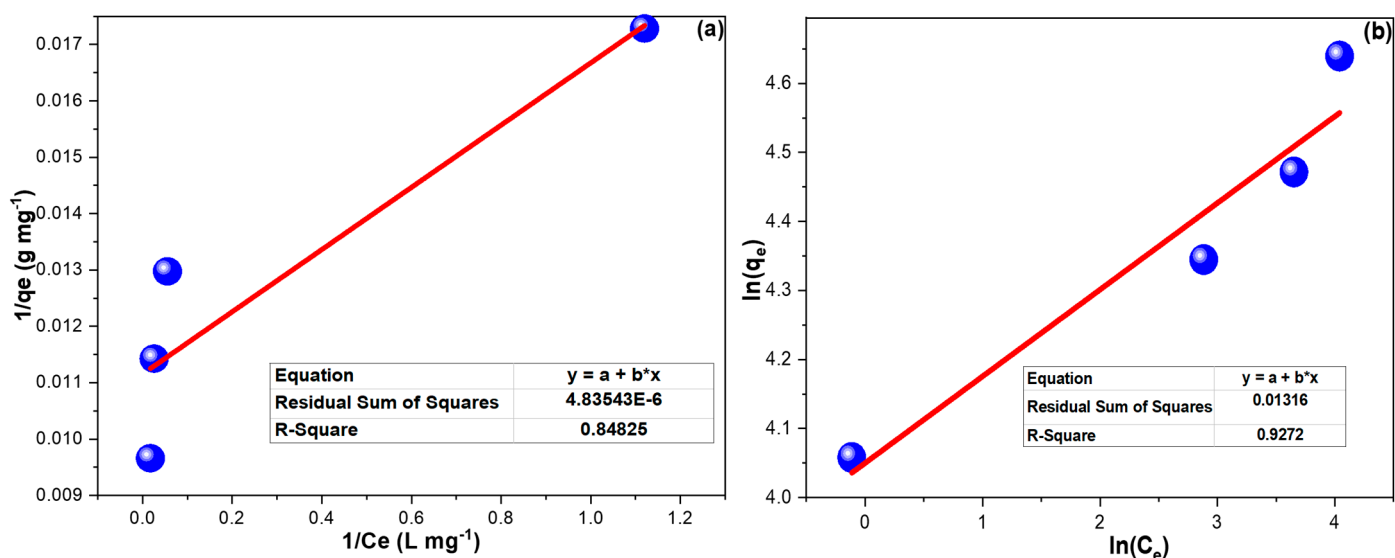 (a)
0.017
0.016
0.015
0.014
0.013
0.012
0.011
0.010
0.009
1/qe (g mg⁻¹)
Equation y = a + b*x
Residual Sum of Squares 4.83543E-6
R-Square 0.84825
0.0 0.2 0.4 0.6 0.8 1.0 1.2
1/Ce (L mg⁻¹)
(b)
4.6
4.5
4.4
4.3
4.2
4.1
4.0
ln(qₑ)
Equation y = a + b*x
Residual Sum of Squares 0.01316
R-Square 0.9272
0 1 2 3 4
ln(Cₑ)